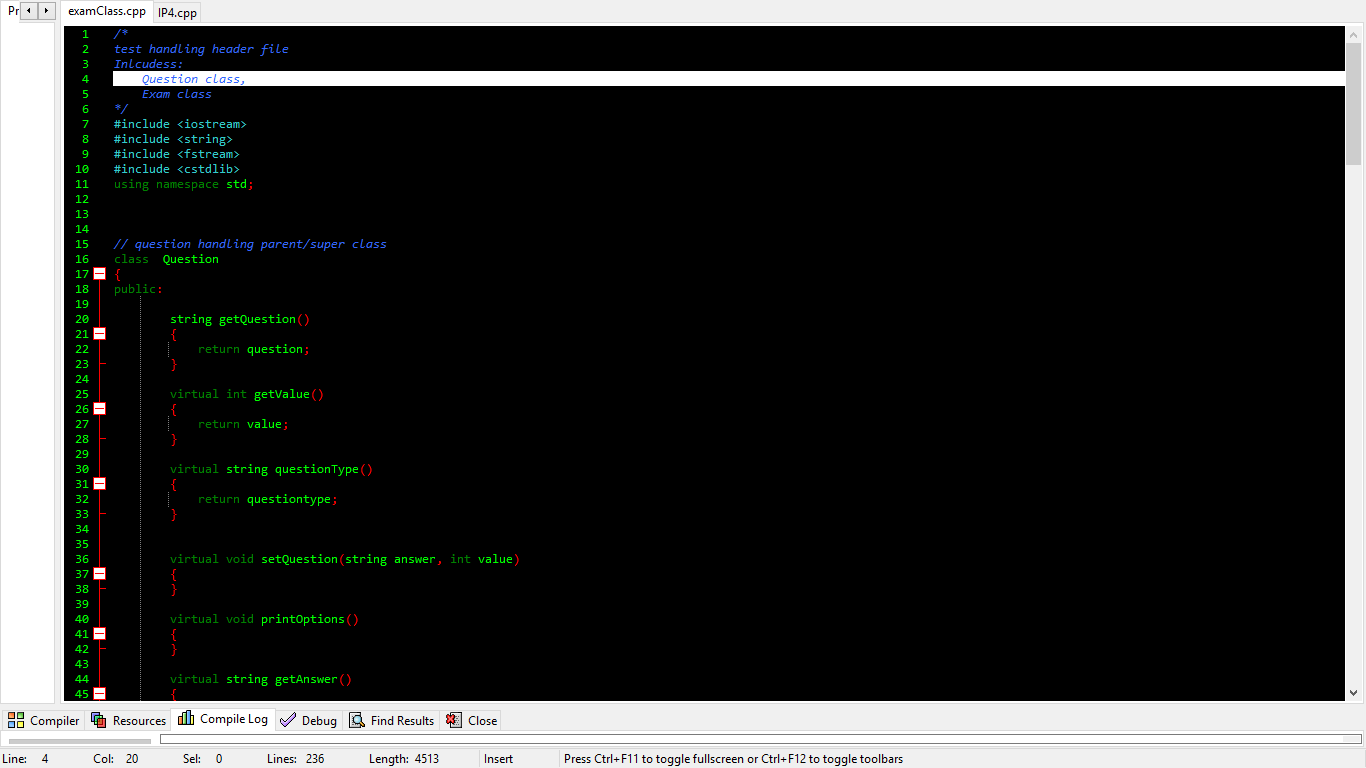 Pr
examClass.cpp IP4.cpp
1 /*
2 test handling header file
3 Inlcudess:
4 Question class,
5 Exam class
6 */
7 #include <iostream>
8 #include <string>
9 #include <fstream>
10 #include <cstdlib>
11 using namespace std;
12
13
14
15 // question handling parent/super class
16 class  Question
17 {
18 public:
19
20 string getQuestion()
21 {
22 return question;
23 }
24
25 virtual int getValue()
26 {
27 return value;
28 }
29
30 virtual string questionType()
31 {
32 return questiontype;
33 }
34
35
36 virtual void setQuestion(string answer, int value)
37 {
38 }
39
40 virtual void printOptions()
41 {
42 }
43
44 virtual string getAnswer()
45 {
Compiler Resources Compile Log Debug Find Results Close
Line: 4 Col: 20 Sel: 0 Lines: 236 Length: 4513 Insert Press Ctrl+F11 to toggle fullscreen or Ctrl+F12 to toggle toolbars